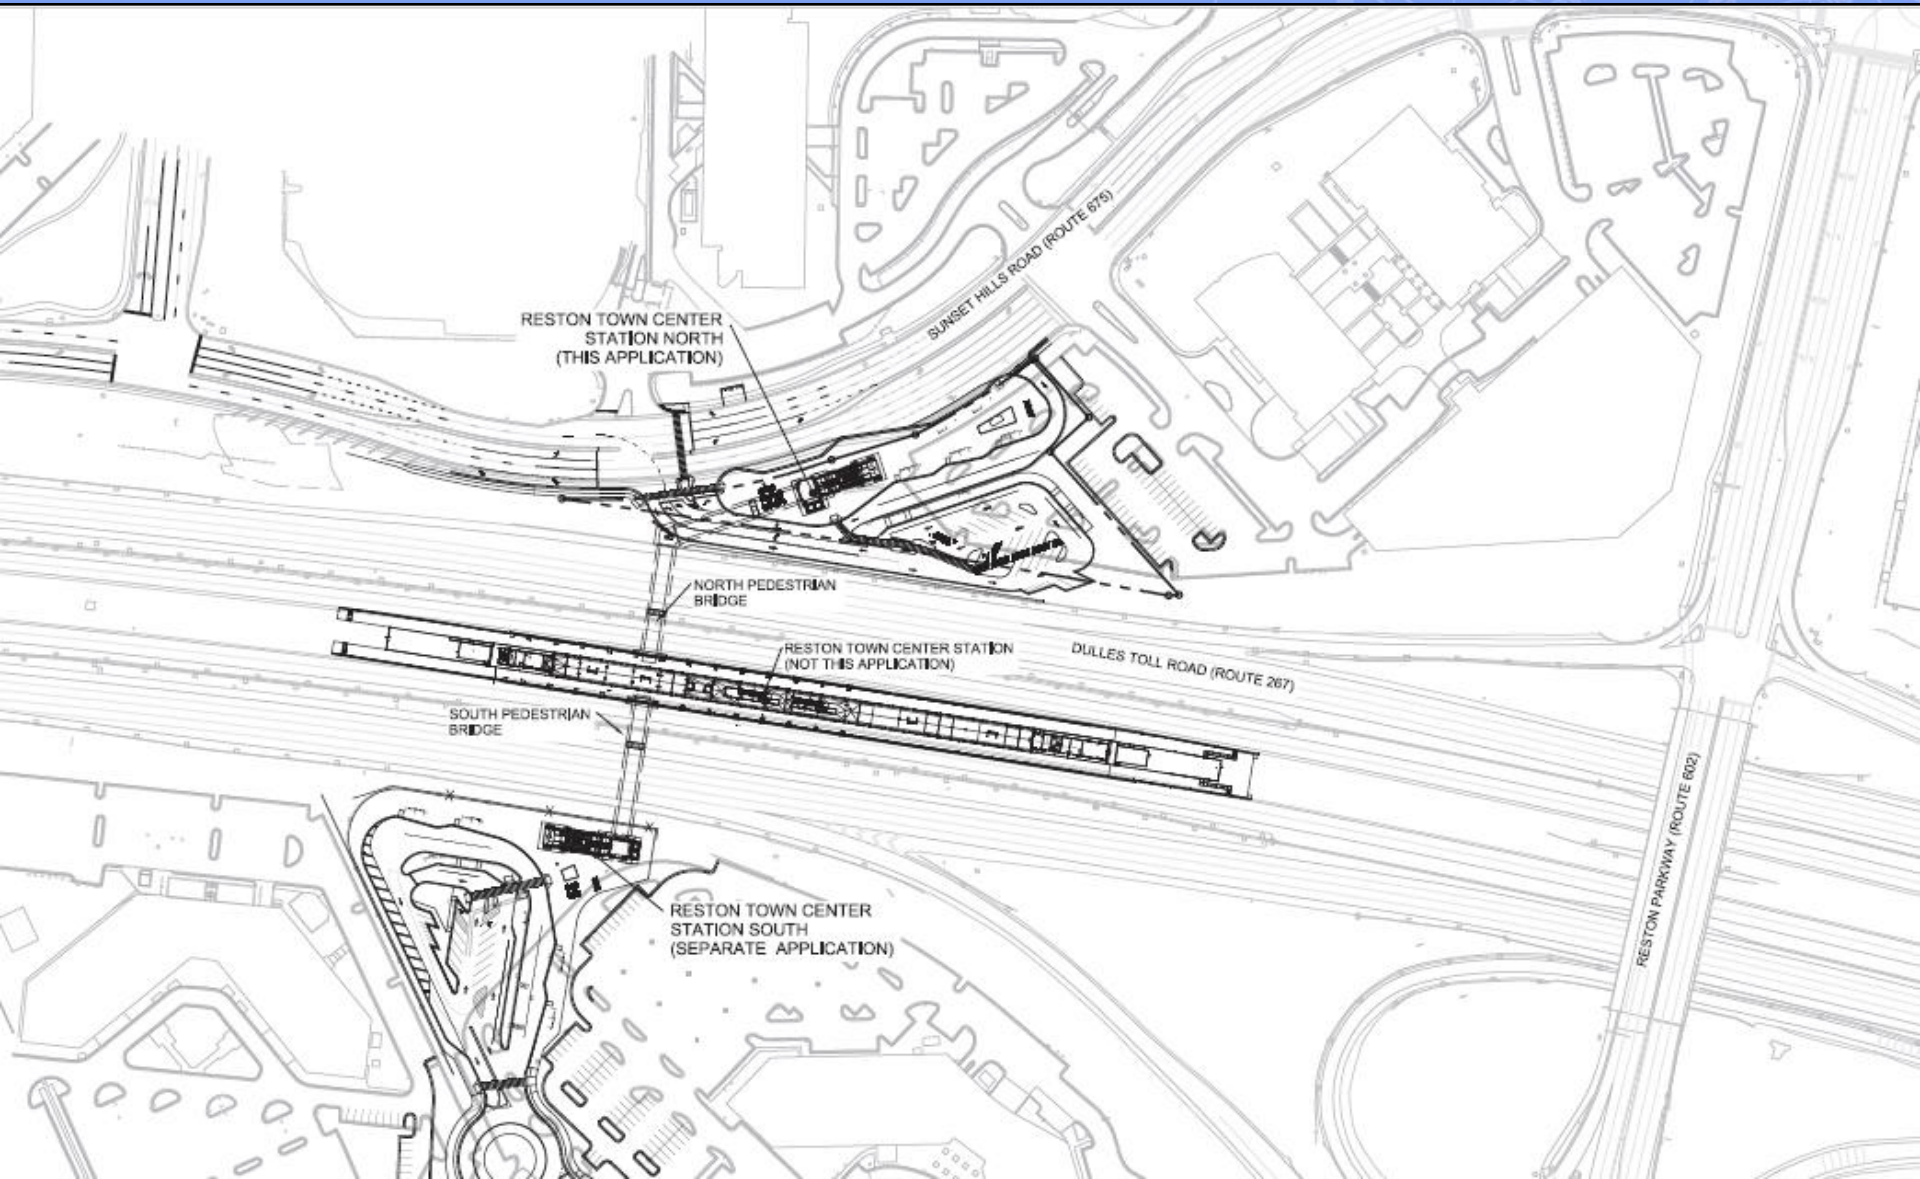 SUNSET HILLS ROAD (ROUTE 675)
RESTON TOWN CENTER
STATION NORTH
(THIS APPLICATION)
NORTH PEDESTRIAN
BRIDGE
RESTON TOWN CENTER STATION
(NOT THIS APPLICATION)
DULLES TOLL ROAD (ROUTE 267)
SOUTH PEDESTRIAN
BRIDGE
RESTON PARKWAY (ROUTE 602)
RESTON TOWN CENTER
STATION SOUTH
(SEPARATE APPLICATION)